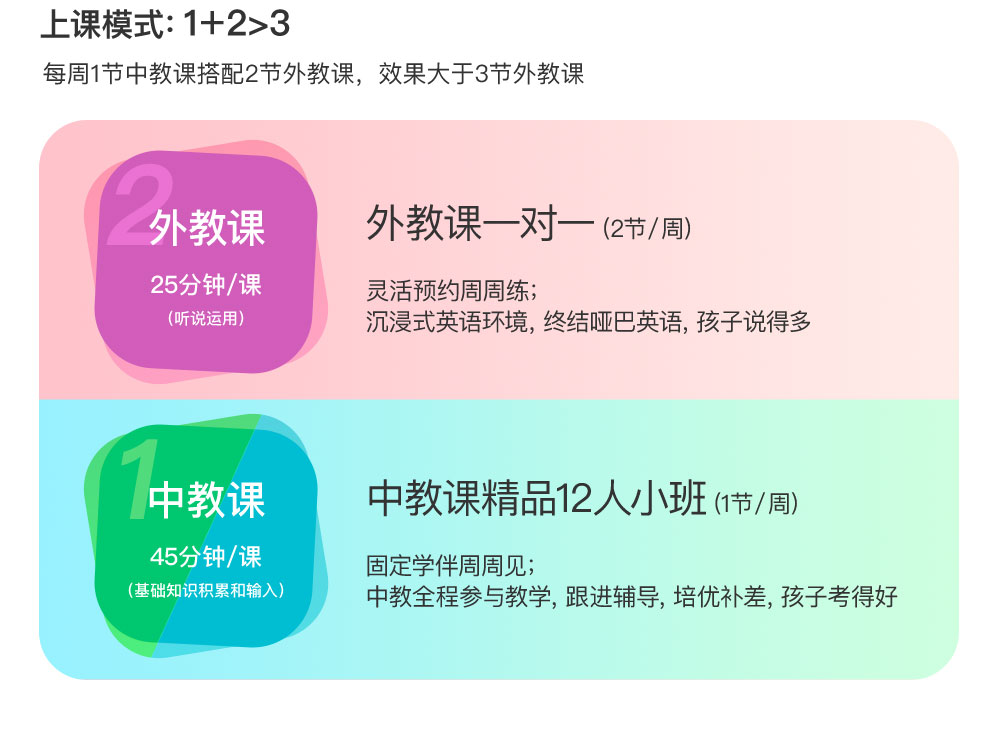 上课模式: 1+2>3
每周1节中教课搭配2节外教课，效果大于3节外教课
2
外教课
25分钟/课
(听说运用)
外教课一对一 (2节/周)
灵活预约周周练;
沉浸式英语环境, 终结哑巴英语, 孩子说得多
1
中教课
45分钟/课
(基础知识积累和输入)
中教课精品12人小班 (1节/周)
固定学伴周周见;
中教全程参与教学, 跟进辅导, 培优补差, 孩子考得好